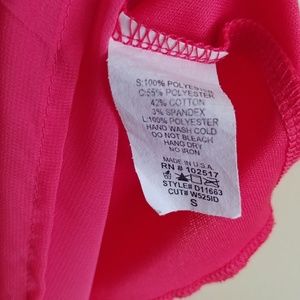 S:100% POLYESTER
C:55% POLYESTER
42% COTTON
3% SPANDEX
L:100% POLYESTER
HAND WASH COLD
DO NOT BLEACH
HANG DRY
NO IRON
MADE IN U.S.A.
RN # 102517
STYLE# D11663
CUT# W525ID
S